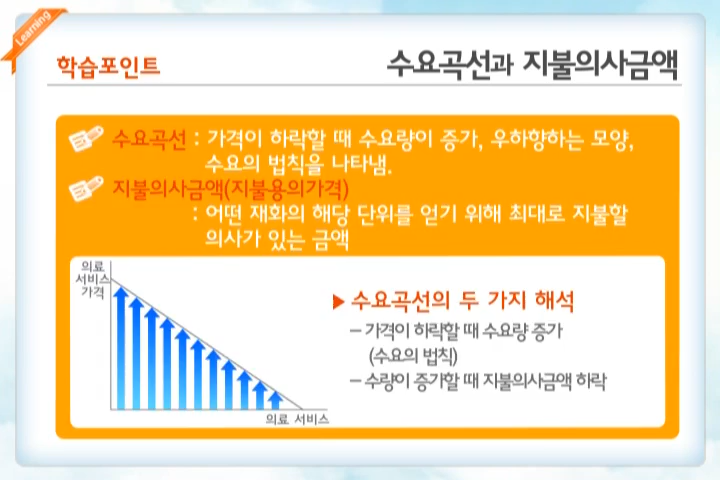 Learning
학습포인트
수요곡선과 지불의사금액
수요곡선 : 가격이 하락할 때 수요량이 증가, 우하향하는 모양,
수요의 법칙을 나타냄.
지불의사금액(지불용의가격)
: 어떤 재화의 해당 단위를 얻기 위해 최대로 지불할
의사가 있는 금액
의료
서비스
가격
의료 서비스
▶ 수요곡선의 두 가지 해석
– 가격이 하락할 때 수요량 증가
(수요의 법칙)
– 수량이 증가할 때 지불의사금액 하락